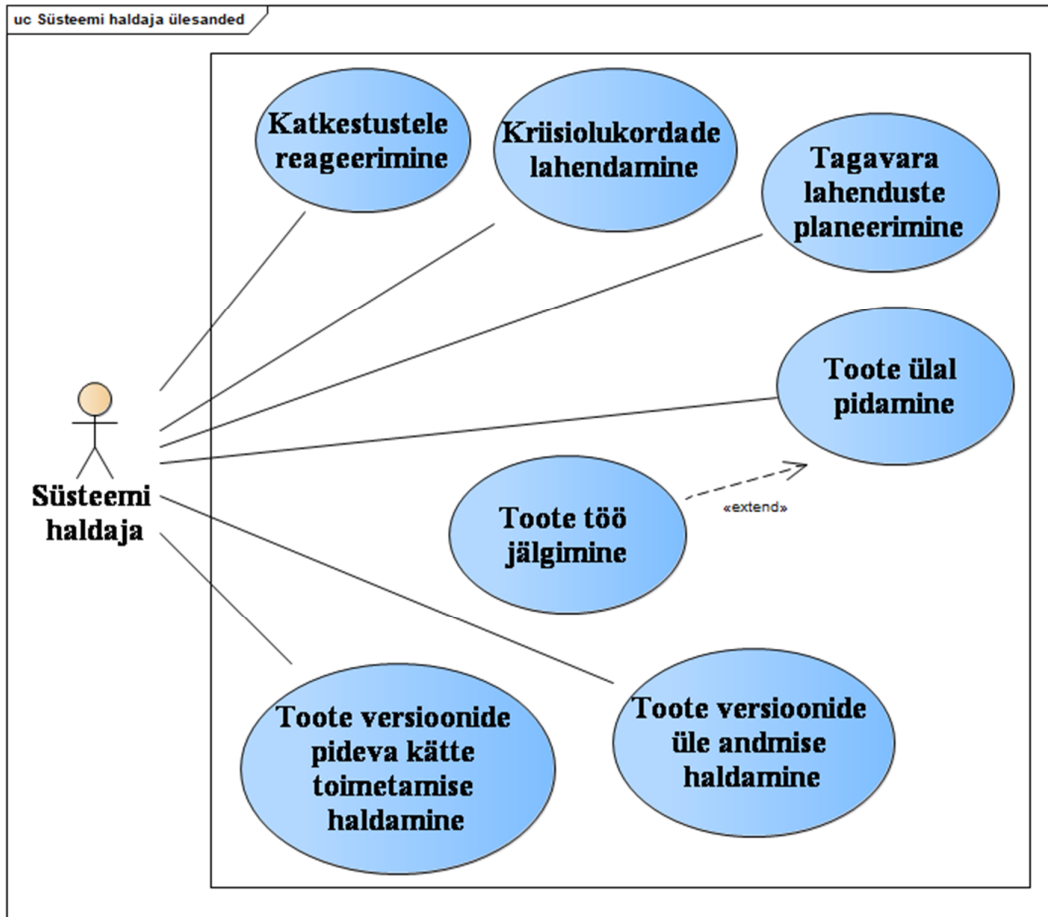 uc Süsteemi haldaja ülesanded
Katkestustele
reageerimine
Kriisiolukordade
lahendamine
Tagavara
lahenduste
planeerimine
Toote ülal
pidamine
Süsteemi
haldaja
Toote töö
jälgimine
«extend»
Toote versioonide
pideva kätte
toimetamise
haldamine
Toote versioonide
üle andmise
haldamine